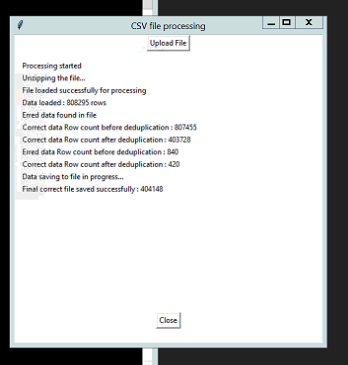 CSV file processing
Upload File
Processing started
Unzipping the file...
File loaded successfully for processing
Data loaded : 808295 rows
Erred data found in file
Correct data Row count before deduplication : 807455
Correct data Row count after deduplication : 403728
Erred data Row count before deduplication : 840
Correct data Row count after deduplication : 420
Data saving to file in progress...
Final correct file saved successfully : 404148
Close